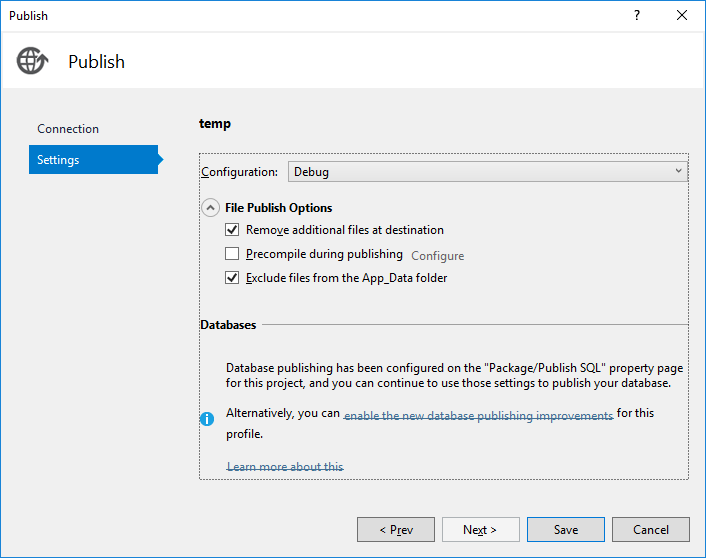 Publish
?
Publish
Connection
Settings
temp
Configuration: Debug
File Publish Options
Remove additional files at destination
Precompile during publishing Configure
Exclude files from the App_Data folder
Databases
Database publishing has been configured on the "Package/Publish SQL" property page
for this project, and you can continue to use those settings to publish your database.
Alternatively, you can enable the new database publishing improvements for this
profile.
Learn more about this
< Prev Next > Save Cancel